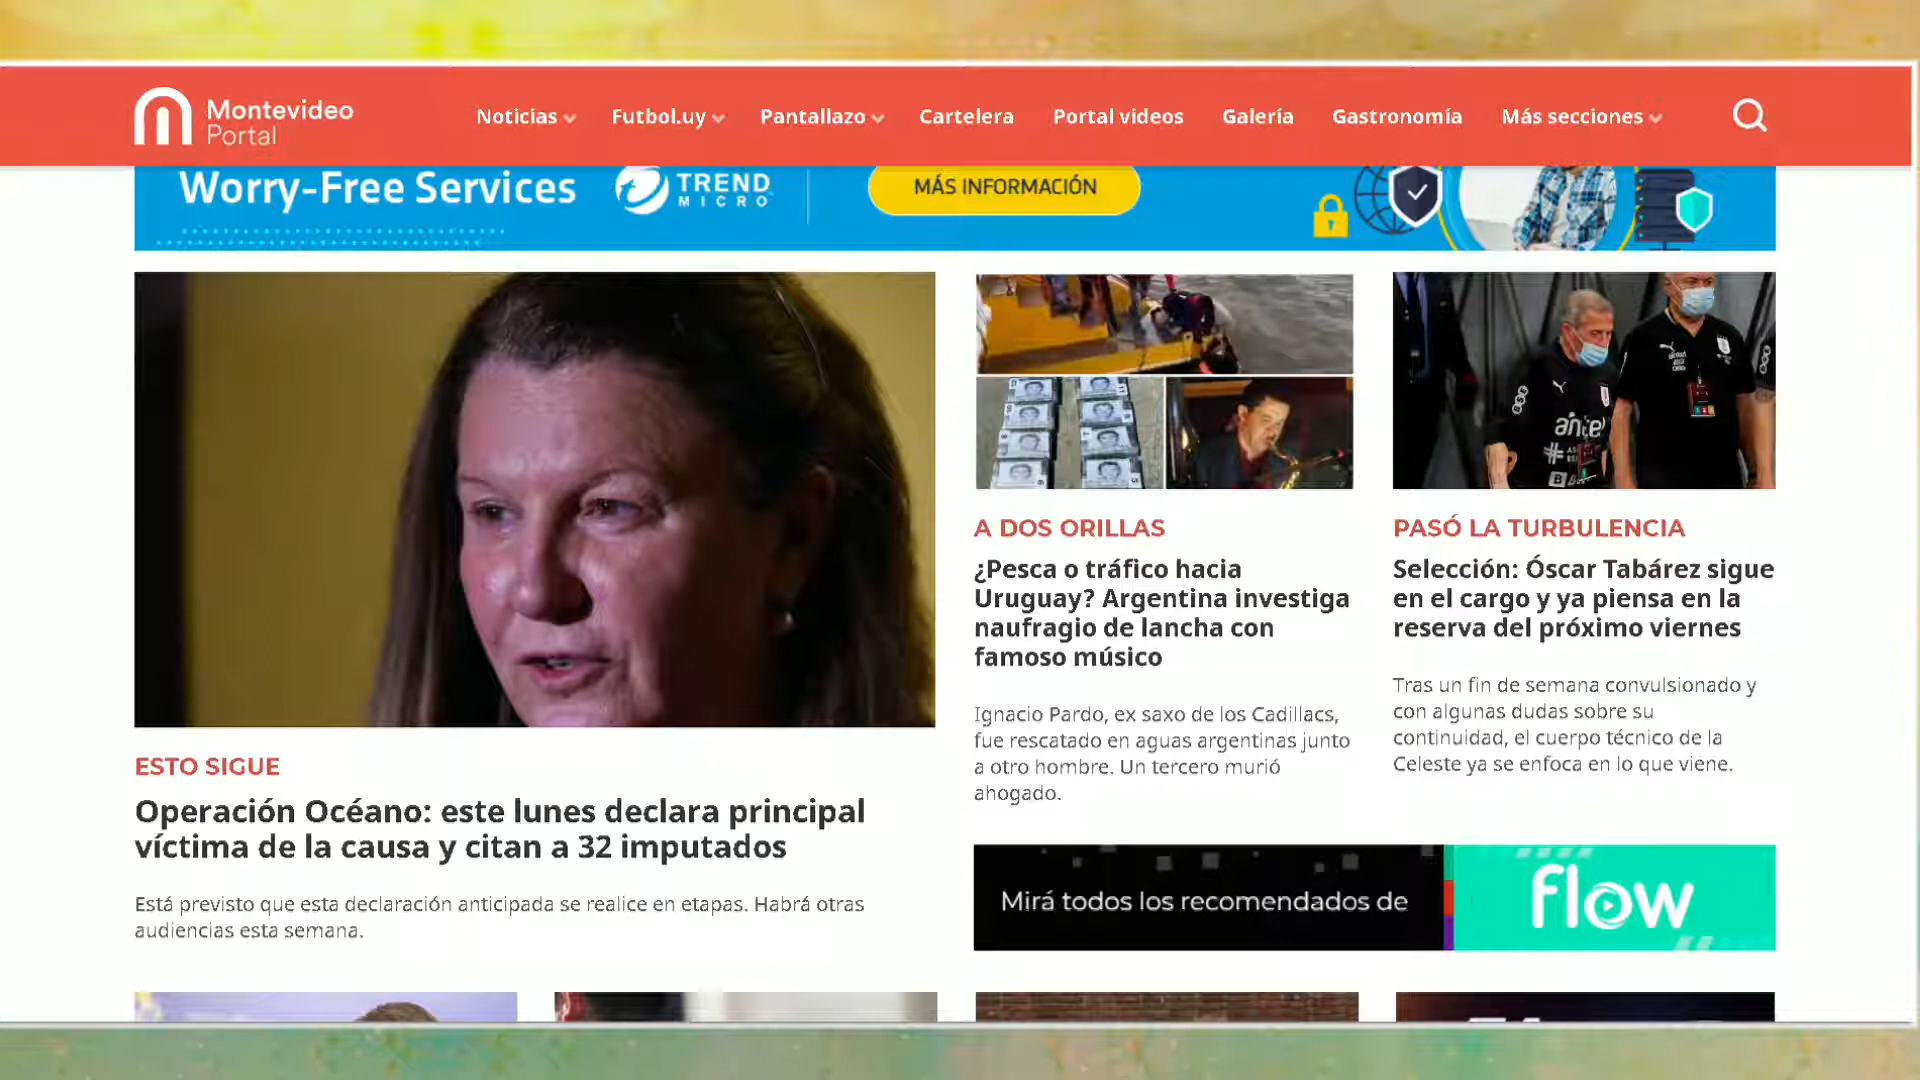 Montevideo
Portal
Noticias
Futbol.uy
Pantallazo
Cartelera
Portal videos
Galería
Gastronomía
Más secciones
Worry-Free Services
TREND
MICRO
MÁS INFORMACIÓN
antel
A DOS ORILLAS
¿Pesca o tráfico hacia
Uruguay? Argentina investiga
naufragio de lancha con
famoso músico
Ignacio Pardo, ex saxo de los Cadillacs,
fue rescatado en aguas argentinas junto
a otro hombre. Un tercero murió
ahogado.
PASÓ LA TURBULENCIA
Selección: Óscar Tabárez sigue
en el cargo y ya piensa en la
reserva del próximo viernes
Tras un fin de semana convulsionado y
con algunas dudas sobre su
continuidad, el cuerpo técnico de la
Celeste ya se enfoca en lo que viene.
ESTO SIGUE
Operación Océano: este lunes declara principal
víctima de la causa y citan a 32 imputados
Está previsto que esta declaración anticipada se realice en etapas. Habrá otras
audiencias esta semana.
Mirá todos los recomendados de
flow